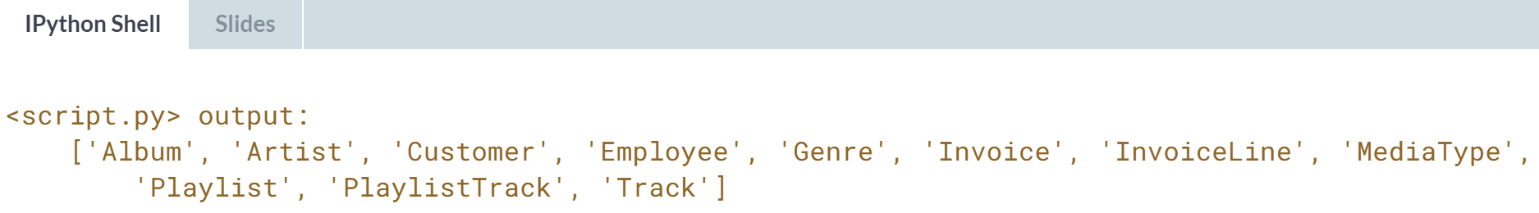 IPython Shell Slides
<script.py> output:
['Album', 'Artist', 'Customer', 'Employee', 'Genre', 'Invoice', 'InvoiceLine', 'MediaType',
'Playlist', 'PlaylistTrack', 'Track']